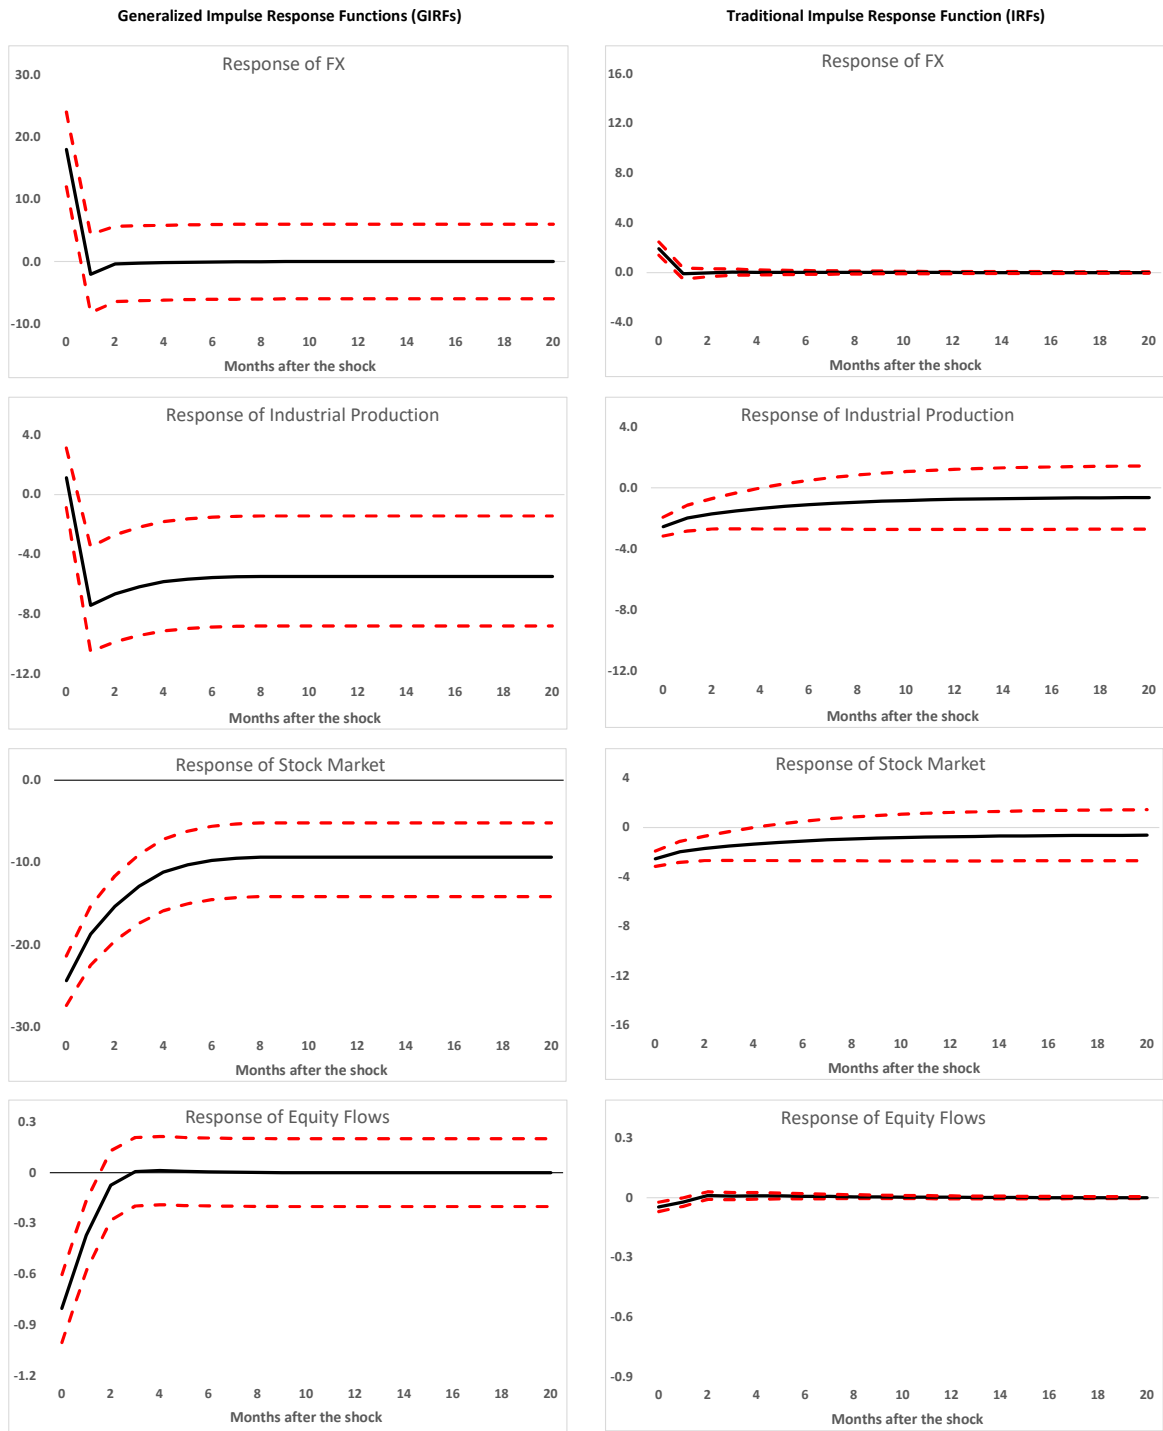 Generalized Impulse Response Functions (GIRFs)
Traditional Impulse Response Function (IRFs)
Response of FX
30.0
20.0
10.0
0.0
-10.0
0 2 4 6 8 10 12 14 16 18 20
Months after the shock
Response of FX
16.0
12.0
8.0
4.0
0.0
-4.0
0 2 4 6 8 10 12 14 16 18 20
Months after the shock
Response of Industrial Production
4.0
0.0
-4.0
-8.0
-12.0
0 2 4 6 8 10 12 14 16 18 20
Months after the shock
Response of Industrial Production
4.0
0.0
-4.0
-8.0
-12.0
0 2 4 6 8 10 12 14 16 18 20
Months after the shock
Response of Stock Market
0.0
-10.0
-20.0
-30.0
0 2 4 6 8 10 12 14 16 18 20
Months after the shock
Response of Stock Market
4
0
-4
-8
-12
-16
0 2 4 6 8 10 12 14 16 18 20
Months after the shock
Response of Equity Flows
0.3
0
-0.3
-0.6
-0.9
-1.2
0 2 4 6 8 10 12 14 16 18 20
Months after the shock
Response of Equity Flows
0.3
0
-0.3
-0.6
-0.9
0 2 4 6 8 10 12 14 16 18 20
Months after the shock